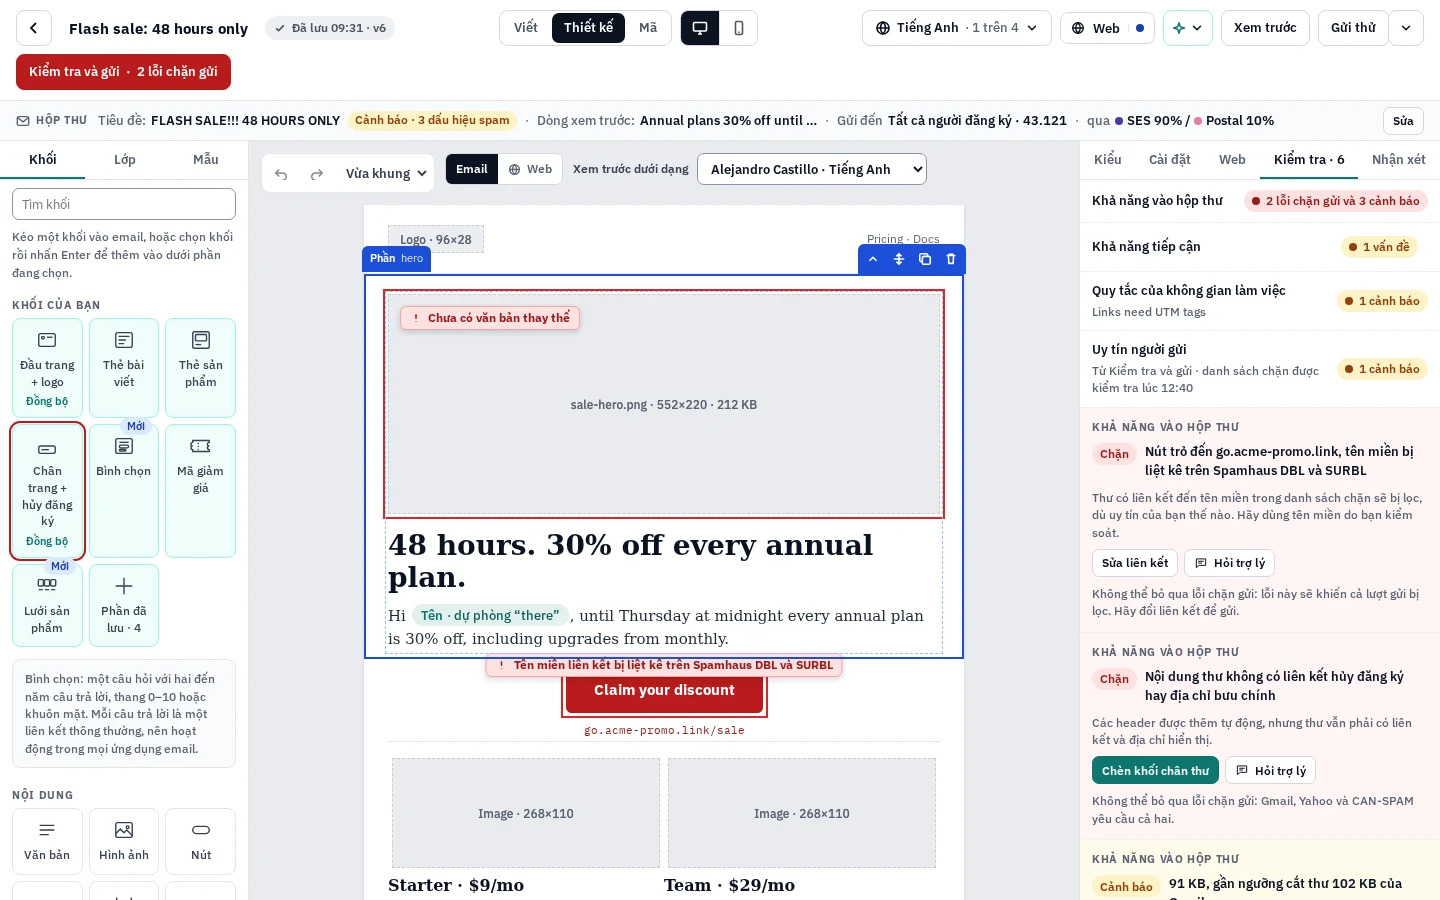 Flash sale: 48 hours only
Đã lưu 09:31 · v6
Viết
Thiết kế
Mã
Tiếng Anh · 1 trên 4
Web
Xem trước
Gửi thử
Kiểm tra và gửi · 2 lỗi chặn gửi
HỘP THƯ
Tiêu đề: FLASH SALE!!! 48 HOURS ONLY
Cảnh báo · 3 dấu hiệu spam
· Dòng xem trước: Annual plans 30% off until ...
· Gửi đến Tất cả người đăng ký · 43.121
· qua SES 90% / Postal 10%
Sửa
Khối
Lớp
Mẫu
Tìm khối
Kéo một khối vào email, hoặc chọn khối
rồi nhấn Enter để thêm vào dưới phần
đang chọn.
KHỐI CỦA BẠN
Đầu trang
+ logo
Đồng bộ
Thẻ bài
viết
Thẻ sản
phẩm
Chân
trang +
hủy đăng
ký
Đồng bộ
Mới
Bình chọn
Mã giảm
giá
Mới
Lưới sản
phẩm
Phần đã
lưu · 4
Bình chọn: một câu hỏi với hai đến
năm câu trả lời, thang 0–10 hoặc
khuôn mặt. Mỗi câu trả lời là một
liên kết thông thường, nên hoạt
động trong mọi ứng dụng email.
NỘI DUNG
Văn bản
Hình ảnh
Nút
Vừa khung
Email
Web
Xem trước dưới dạng
Alejandro Castillo · Tiếng Anh
Logo · 96×28
Pricing · Docs
Phần hero
! Chưa có văn bản thay thế
sale-hero.png · 552×220 · 212 KB
48 hours. 30% off every annual
plan.
Hi Tên · dự phòng “there” , until Thursday at midnight every annual plan
is 30% off, including upgrades from monthly.
! Tên miền liên kết bị liệt kê trên Spamhaus DBL và SURBL
Claim your discount
go.acme-promo.link/sale
Image · 268×110
Image · 268×110
Starter · $9/mo
Team · $29/mo
Kiểu
Cài đặt
Web
Kiểm tra · 6
Nhận xét
Khả năng vào hộp thư
2 lỗi chặn gửi và 3 cảnh báo
Khả năng tiếp cận
1 vấn đề
Quy tắc của không gian làm việc
Links need UTM tags
1 cảnh báo
Uy tín người gửi
Từ Kiểm tra và gửi · danh sách chặn được
kiểm tra lúc 12:40
1 cảnh báo
KHẢ NĂNG VÀO HỘP THƯ
Chặn
Nút trỏ đến go.acme-promo.link, tên miền bị
liệt kê trên Spamhaus DBL và SURBL
Thư có liên kết đến tên miền trong danh sách chặn sẽ bị lọc,
dù uy tín của bạn thế nào. Hãy dùng tên miền do bạn kiểm
soát.
Sửa liên kết
Hỏi trợ lý
Không thể bỏ qua lỗi chặn gửi: lỗi này sẽ khiến cả lượt gửi bị
lọc. Hãy đổi liên kết để gửi.
KHẢ NĂNG VÀO HỘP THƯ
Chặn
Nội dung thư không có liên kết hủy đăng ký
hay địa chỉ bưu chính
Các header được thêm tự động, nhưng thư vẫn phải có liên
kết và địa chỉ hiển thị.
Chèn khối chân thư
Hỏi trợ lý
Không thể bỏ qua lỗi chặn gửi: Gmail, Yahoo và CAN-SPAM
yêu cầu cả hai.
KHẢ NĂNG VÀO HỘP THƯ
Cảnh báo
91 KB, gần ngưỡng cắt thư 102 KB của